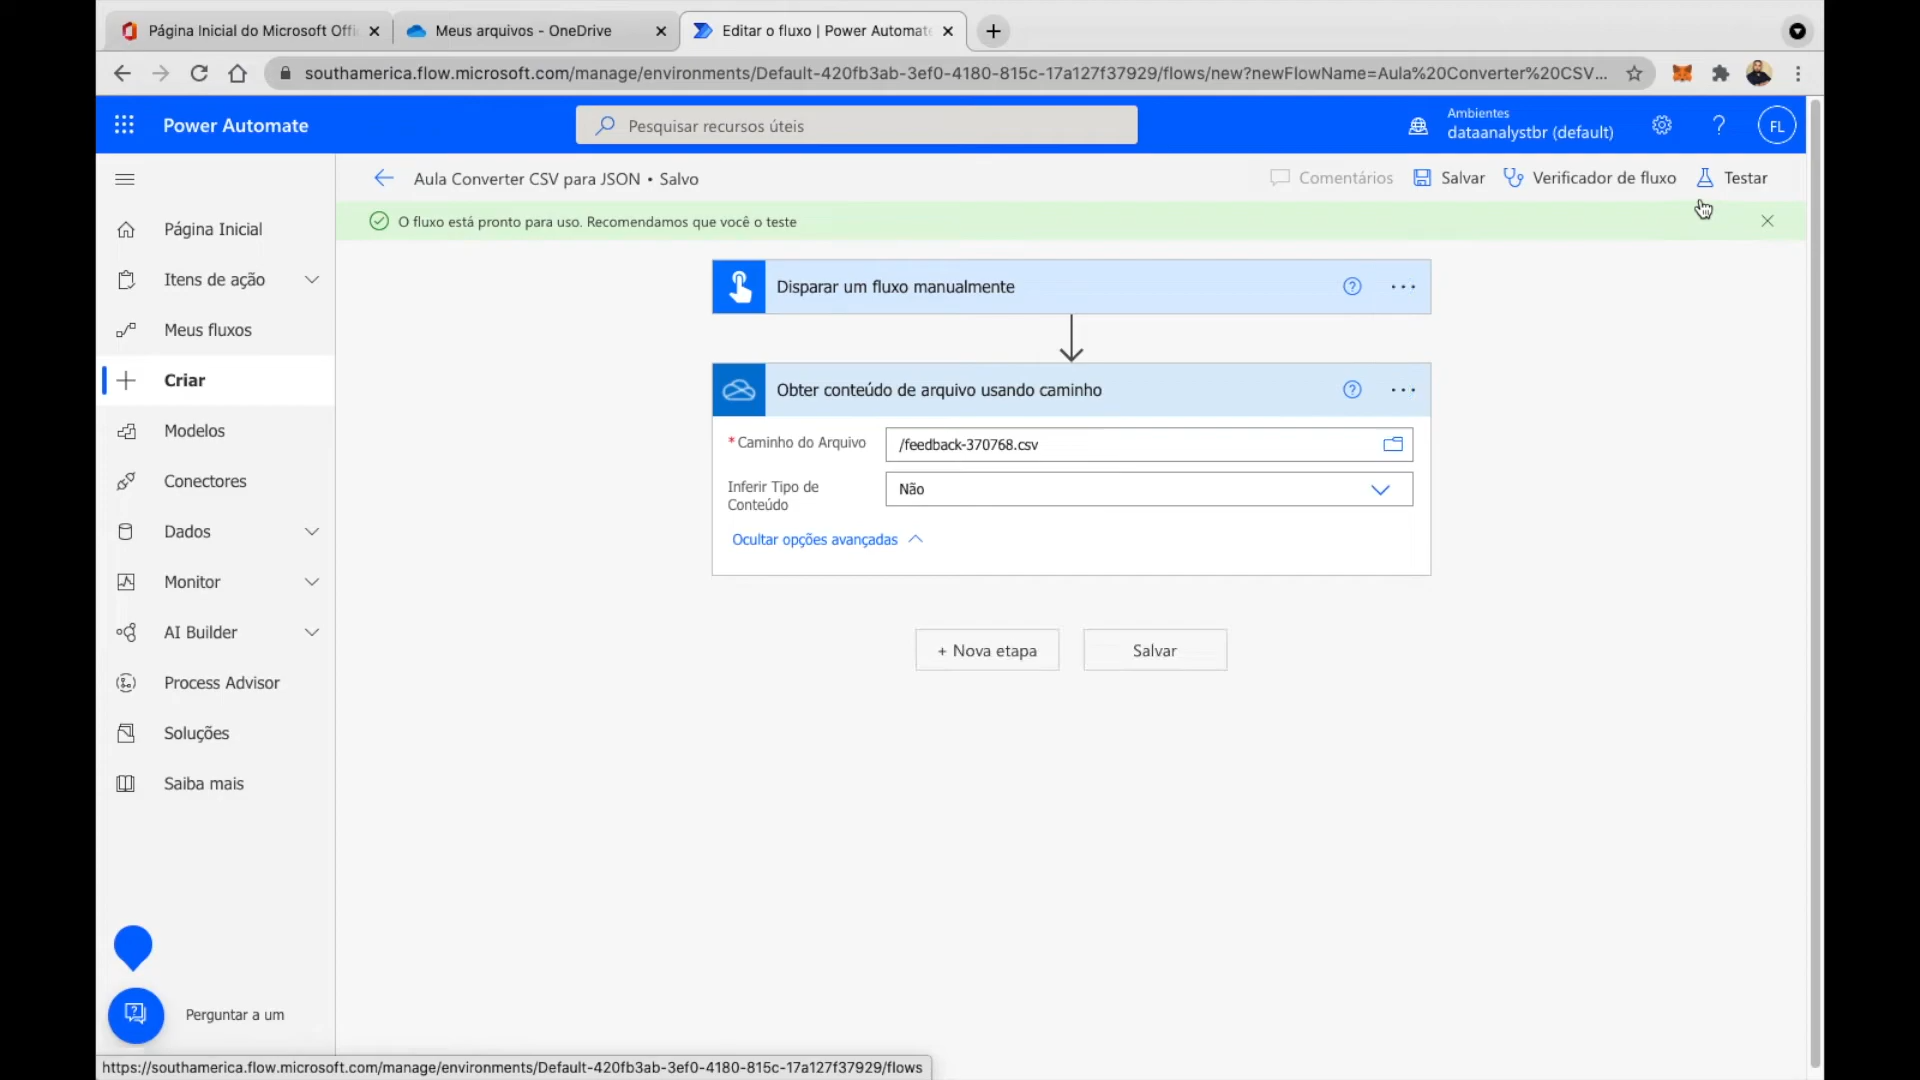 Página Inicial do Microsoft Offi
Meus arquivos - OneDrive
Editar o fluxo | Power Automate
southamerica.flow.microsoft.com/manage/environments/Default-420fb3ab-3ef0-4180-815c-17a127f37929/flows/new?newFlowName=Aula%20Converter%20CSV...
Power Automate
Pesquisar recursos úteis
Ambientes
dataanalystbr (default)
FL
Aula Converter CSV para JSON • Salvo
Comentários
Salvar
Verificador de fluxo
Testar
O fluxo está pronto para uso. Recomendamos que você o teste
Página Inicial
Itens de ação
Meus fluxos
Criar
Modelos
Conectores
Dados
Monitor
AI Builder
Process Advisor
Soluções
Saiba mais
Perguntar a um
Disparar um fluxo manualmente
Obter conteúdo de arquivo usando caminho
* Caminho do Arquivo
/feedback-370768.csv
Inferir Tipo de
Conteúdo
Não
Ocultar opções avançadas
+ Nova etapa
Salvar
https://southamerica.flow.microsoft.com/manage/environments/Default-420fb3ab-3ef0-4180-815c-17a127f37929/flows